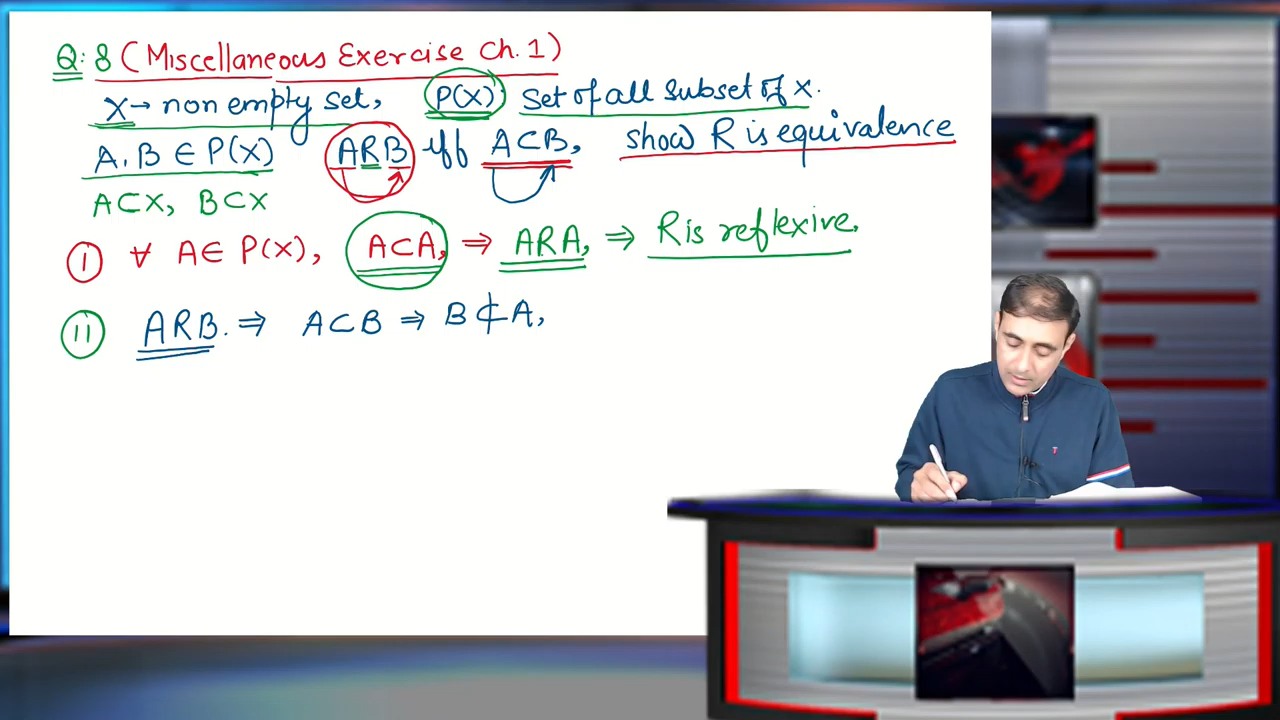 Q: 8 (Miscellaneous Exercise Ch. 1)
X → non empty set, P(X) Set of all subset of X.
A, B ∈ P(X) ARB iff A⊂B, show R is equivalence
A⊂X, B⊂X
I ∀ A∈ P(X), A⊂A, ⇒ ARA, ⇒ R is reflexive.
II ARB. ⇒ A⊂B ⇒ B⊄A,